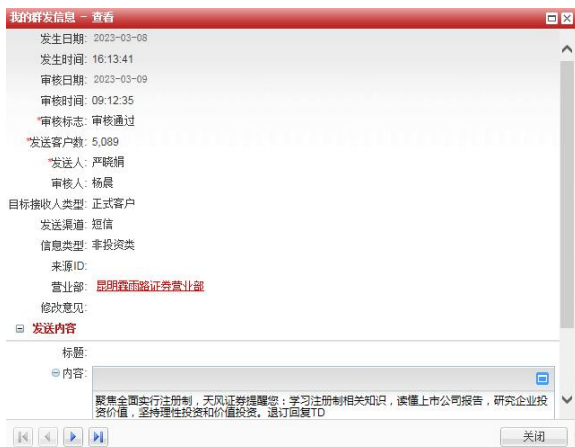 我的群发信息 - 查看
发生日期: 2023-03-08
发生时间: 16:13:41
审核日期: 2023-03-09
审核时间: 09:12:35
*审核标志: 审核通过
*发送客户数: 5,089
*发送人: 严晓娟
审核人: 杨晨
目标接收人类型: 正式客户
发送渠道: 短信
信息类型: 非投资类
来源ID:
营业部: 昆明霖雨路证券营业部
修改意见:
发送内容
标题:
内容:
聚焦全面实行注册制，天风证券提醒您：学习注册制相关知识，读懂上市公司报告，研究企业投
资价值，坚持理性投资和价值投资。退订回复TD
关闭